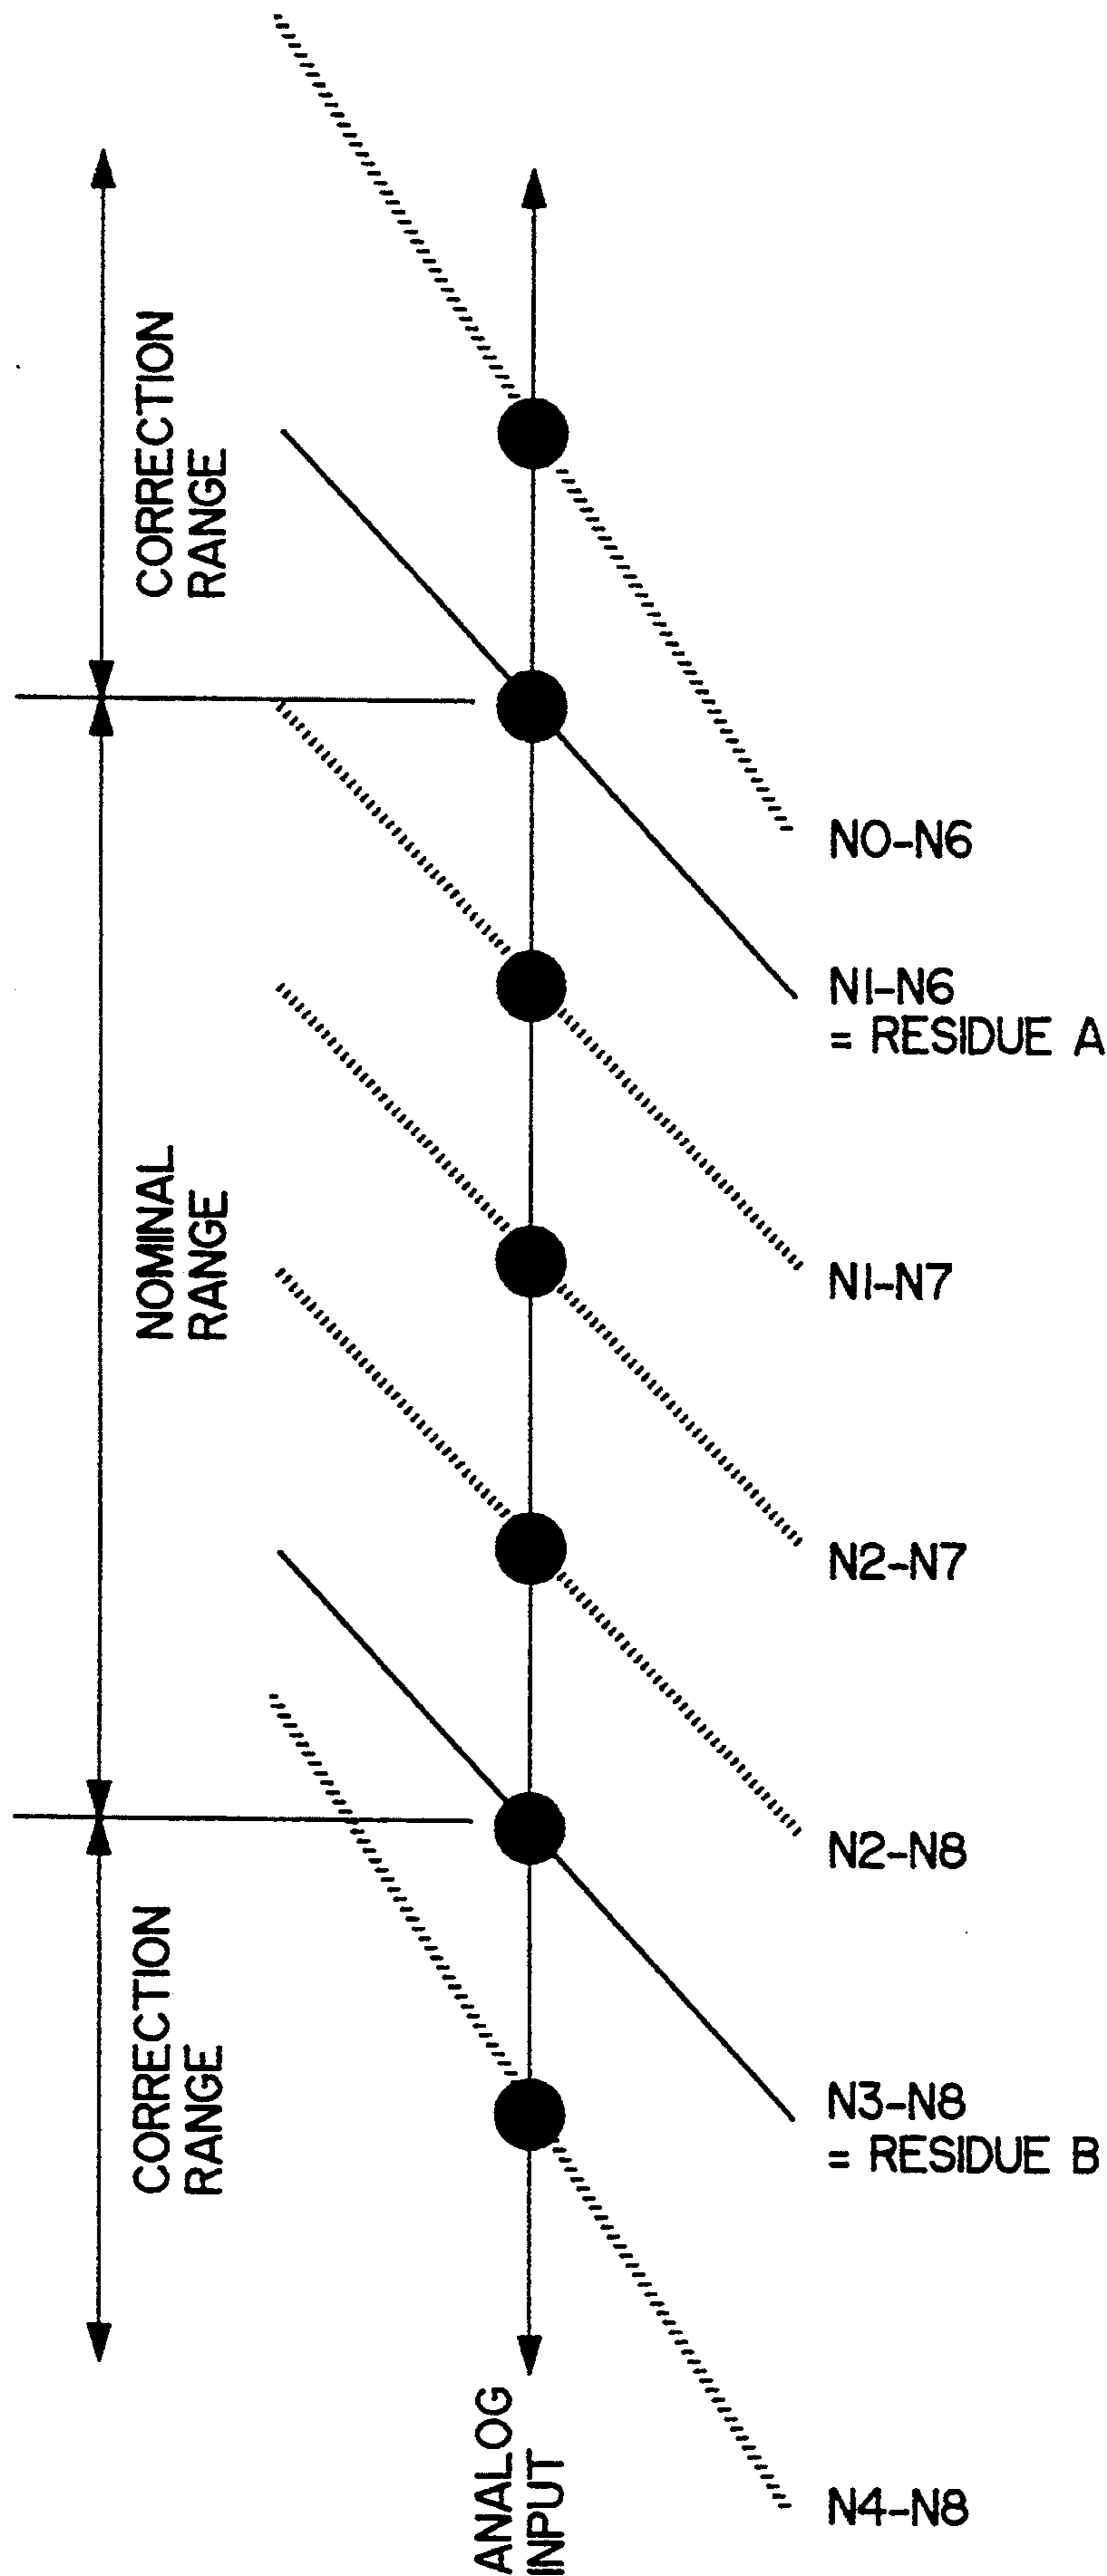 CORRECTION
RANGE
NOMINAL
RANGE
CORRECTION
RANGE
ANALOG
INPUT
N0-N6
N1-N6
= RESIDUE A
N1-N7
N2-N7
N2-N8
N3-N8
= RESIDUE B
N4-N8